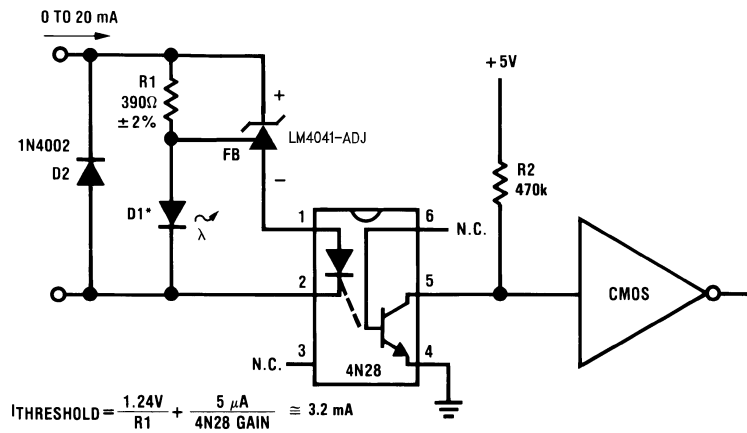 0 TO 20 mA
R1
390Ω
±2%
+
LM4041-ADJ
FB
−
1N4002
D2
D1*
λ
+5V
R2
470k
1
6
N.C.
2
5
CMOS
3
N.C.
4
4N28
ITHRESHOLD = 1.24V / R1 + 5 μA / 4N28 GAIN ≅ 3.2 mA